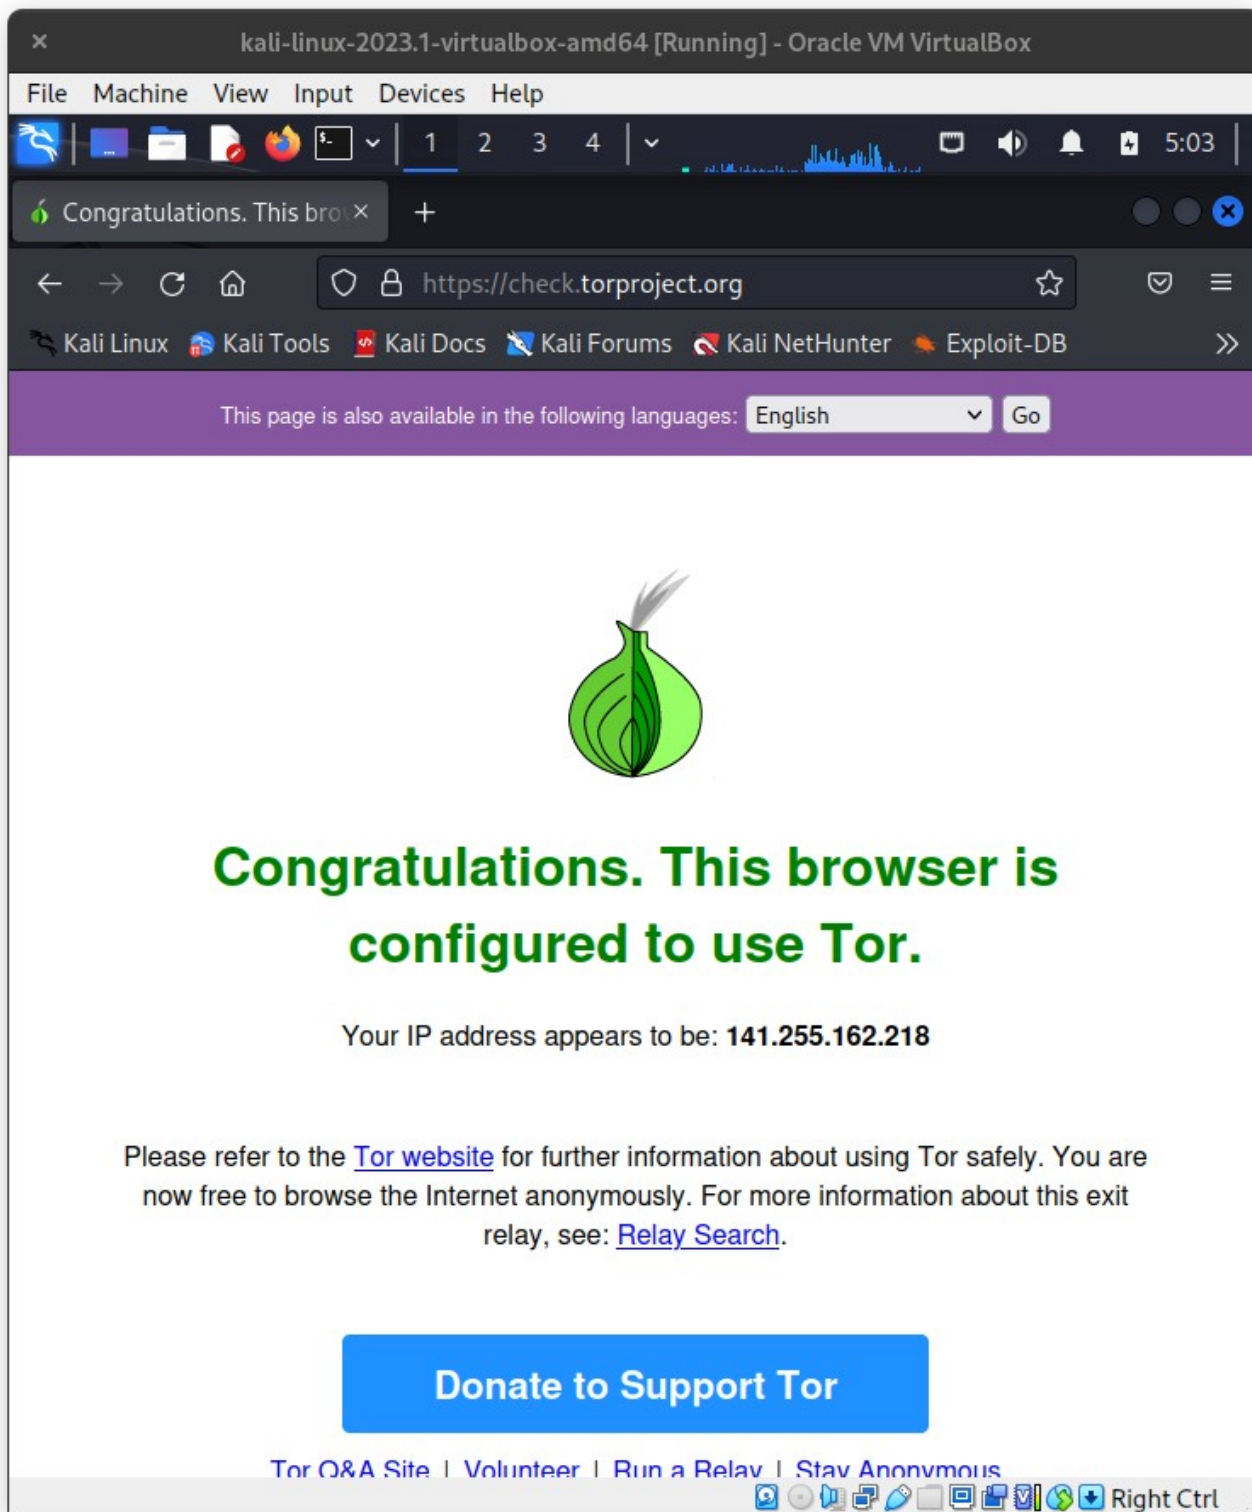 kali-linux-2023.1-virtualbox-amd64 [Running] - Oracle VM VirtualBox
File Machine View Input Devices Help
1 2 3 4 5:03
Congratulations. This brow
https://check.torproject.org
Kali Linux Kali Tools Kali Docs Kali Forums Kali NetHunter Exploit-DB
This page is also available in the following languages: English Go
Congratulations. This browser is
configured to use Tor.
Your IP address appears to be: 141.255.162.218
Please refer to the Tor website for further information about using Tor safely. You are
now free to browse the Internet anonymously. For more information about this exit
relay, see: Relay Search.
Donate to Support Tor
Tor Q&A Site | Volunteer | Run a Relay | Stay Anonymous
Right Ctrl